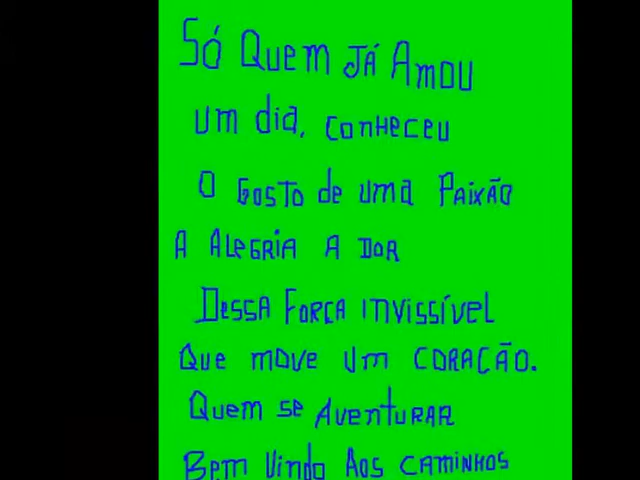 Só Quem JÁ Amou
um dia, conheceu
O Gosto de uma Paixão
A Alegria A Dor
Dessa Força invissível
Que move um coração.
Quem se Aventurar
Bem Vindo Aos caminhos